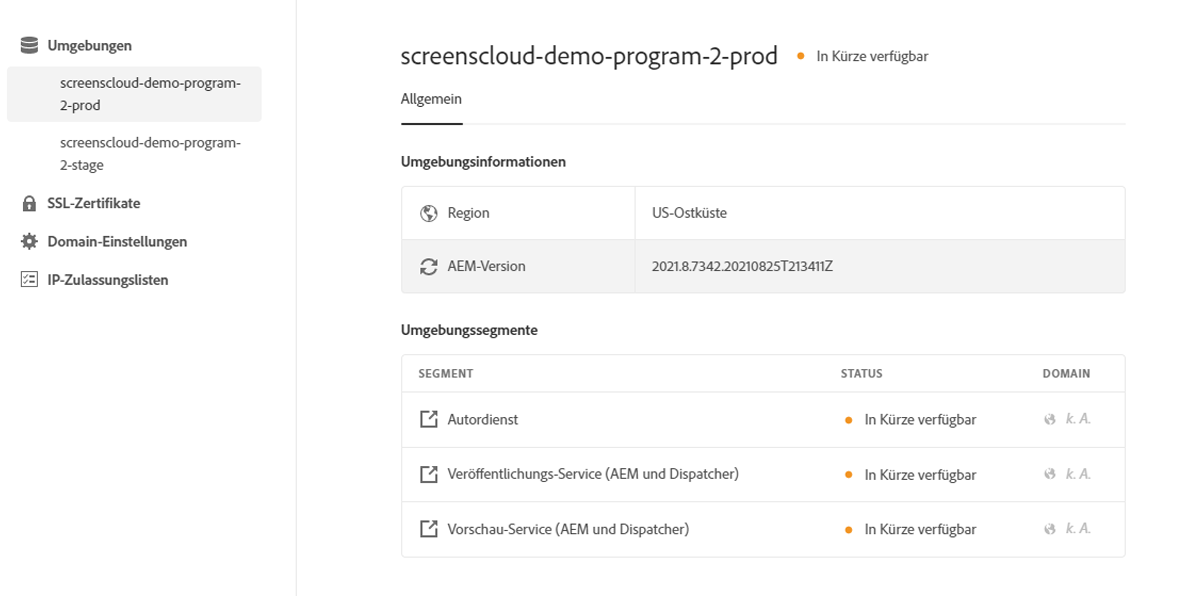 Umgebungen
screenscloud-demo-program-
2-prod
screenscloud-demo-program-
2-stage
SSL-Zertifikate
Domain-Einstellungen
IP-Zulassungslisten
screenscloud-demo-program-2-prod In Kürze verfügbar
Allgemein
Umgebungsinformationen
Region US-Ostküste
AEM-Version 2021.8.7342.20210825T213411Z
Umgebungssegmente
SEGMENT STATUS DOMAIN
Autordienst In Kürze verfügbar k. A.
Veröffentlichungs-Service (AEM und Dispatcher) In Kürze verfügbar k. A.
Vorschau-Service (AEM und Dispatcher) In Kürze verfügbar k. A.